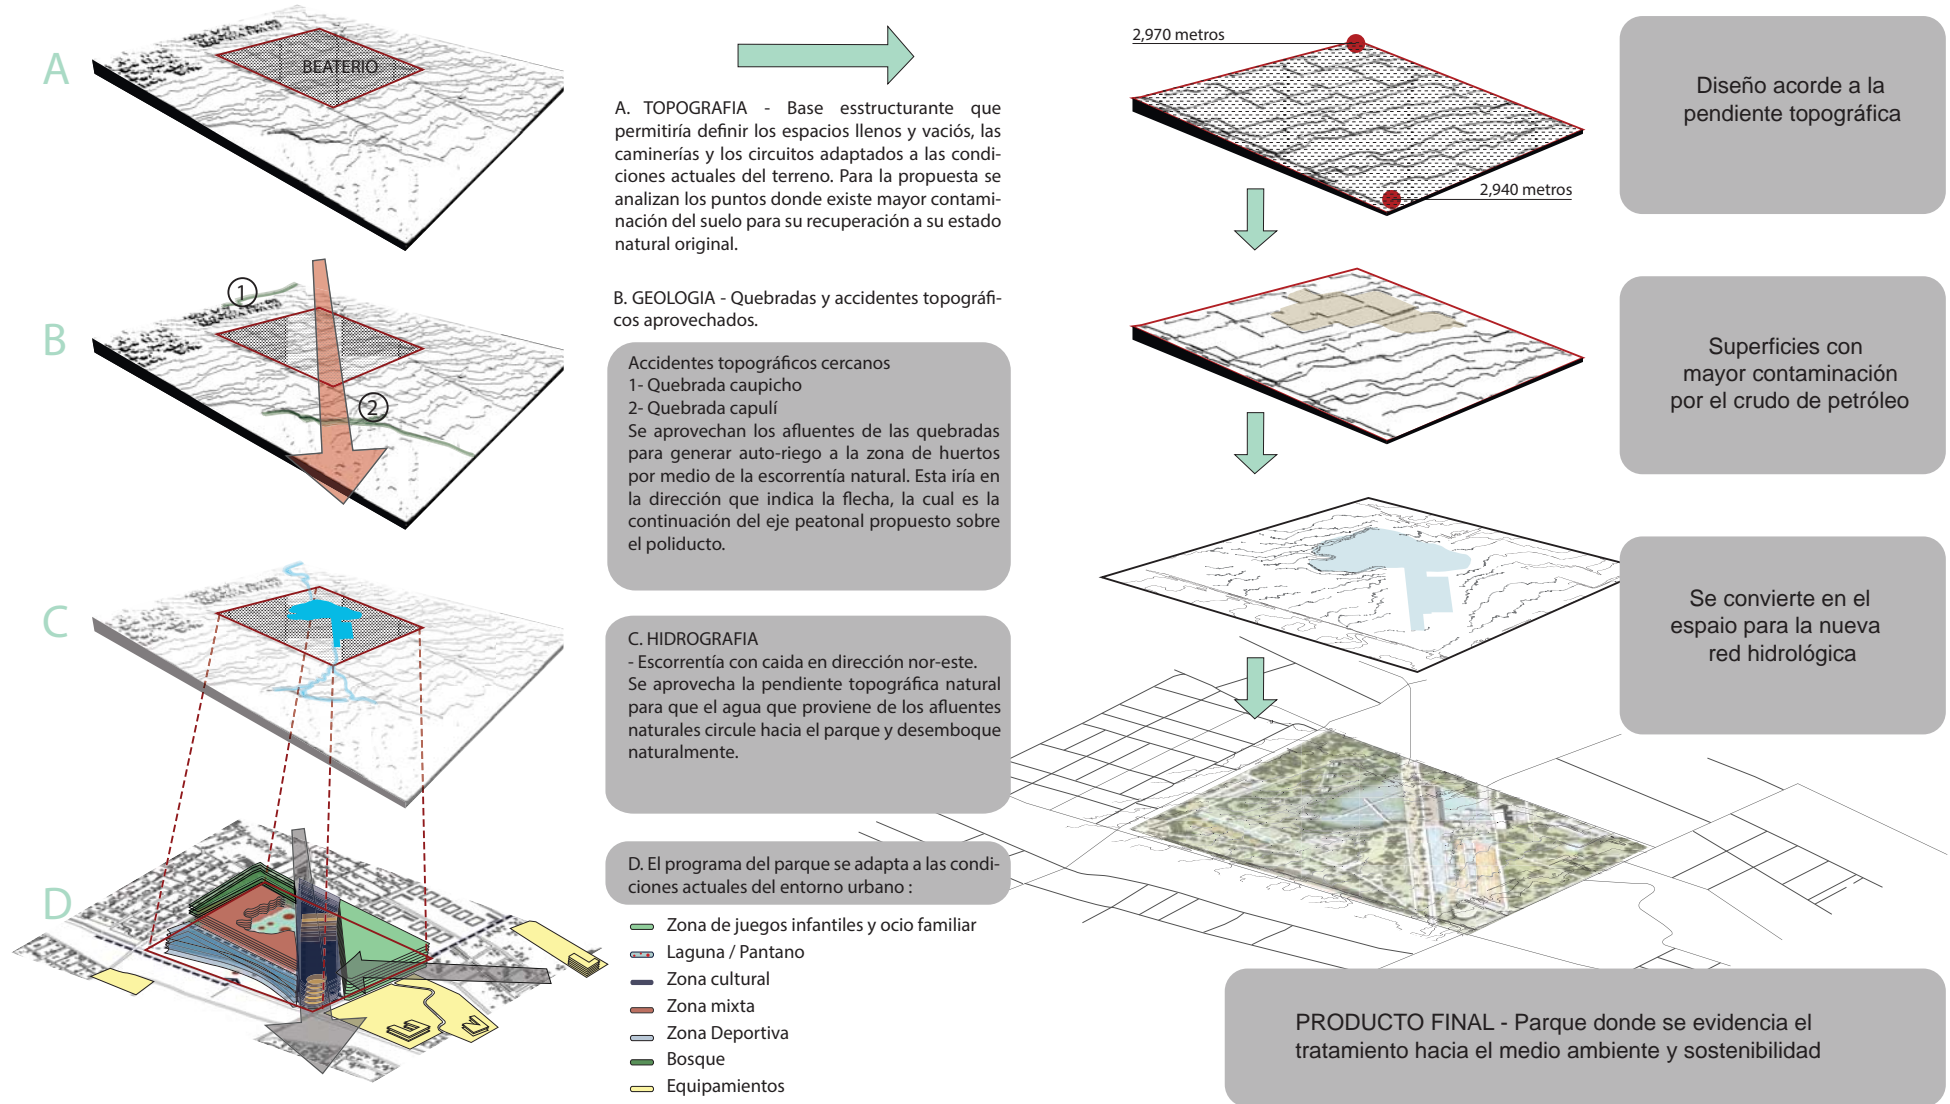 A
BEATERIO
A. TOPOGRAFIA - Base esstructurante que
permitiría definir los espacios llenos y vaciós, las
caminerías y los circuitos adaptados a las condi-
ciones actuales del terreno. Para la propuesta se
analizan los puntos donde existe mayor contami-
nación del suelo para su recuperación a su estado
natural original.
B
1
2
B. GEOLOGIA - Quebradas y accidentes topográfi-
cos aprovechados.
Accidentes topográficos cercanos
1- Quebrada caupicho
2- Quebrada capulí
Se aprovechan los afluentes de las quebradas
para generar auto-riego a la zona de huertos
por medio de la escorrentía natural. Esta iría en
la dirección que indica la flecha, la cual es la
continuación del eje peatonal propuesto sobre
el poliducto.
C
C. HIDROGRAFIA
- Escorrentía con caida en dirección nor-este.
Se aprovecha la pendiente topográfica natural
para que el agua que proviene de los afluentes
naturales circule hacia el parque y desemboque
naturalmente.
D
D. El programa del parque se adapta a las condi-
ciones actuales del entorno urbano :
Zona de juegos infantiles y ocio familiar
Laguna / Pantano
Zona cultural
Zona mixta
Zona Deportiva
Bosque
Equipamientos
2,970 metros
2,940 metros
Diseño acorde a la
pendiente topográfica
Superficies con
mayor contaminación
por el crudo de petróleo
Se convierte en el
espaio para la nueva
red hidrológica
PRODUCTO FINAL - Parque donde se evidencia el
tratamiento hacia el medio ambiente y sostenibilidad